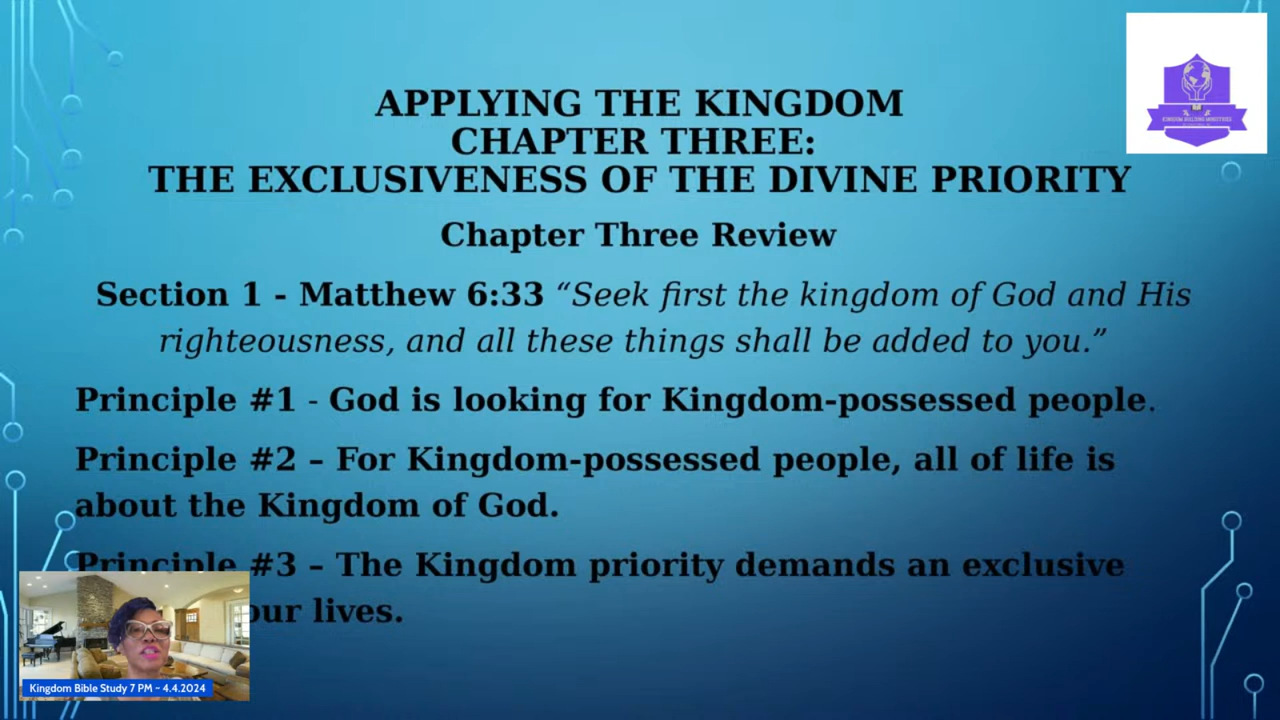 APPLYING THE KINGDOM
CHAPTER THREE:
THE EXCLUSIVENESS OF THE DIVINE PRIORITY
Chapter Three Review
Section 1 - Matthew 6:33 “Seek first the kingdom of God and His
righteousness, and all these things shall be added to you.”
Principle #1 - God is looking for Kingdom-possessed people.
Principle #2 – For Kingdom-possessed people, all of life is
about the Kingdom of God.
Principle #3 – The Kingdom priority demands an exclusive
our lives.
KINGDOM BUILDING MINISTRIES
Kingdom Bible Study 7 PM - 4.4.2024